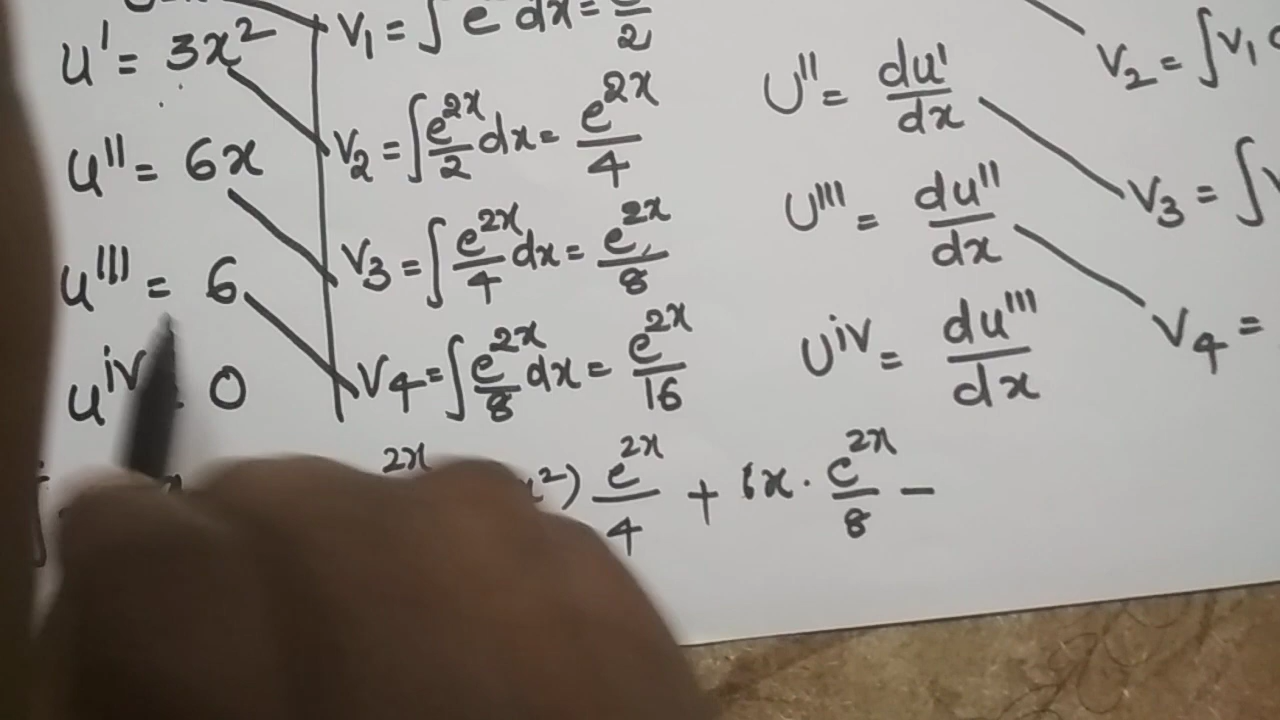 u' = 3x²
V₁ = ∫ e dx = /2
u'' = 6x
V₂ = ∫ e^{2x}/2 dx = e^{2x}/4
u''' = 6
V₃ = ∫ e^{2x}/4 dx = e^{2x}/8
u^{iv} = 0
V₄ = ∫ e^{2x}/8 dx = e^{2x}/16
2x ²) e^{2x}/4 + 6x · e^{2x}/8 −
U'' = du'/dx
U''' = du''/dx
U^{iv} = du'''/dx
V₂ = ∫V₁
V₃ = ∫
V₄ =